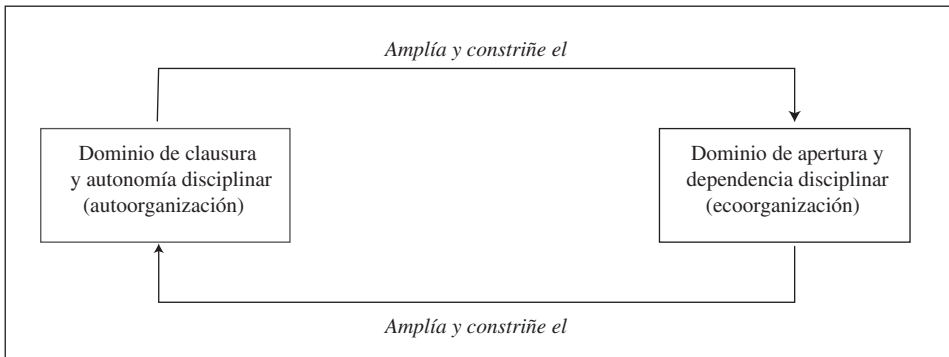 Amplía y constriñe el
Dominio de clausura
y autonomía disciplinar
(autoorganización)
Dominio de apertura y
dependencia disciplinar
(ecoorganización)
Amplía y constriñe el